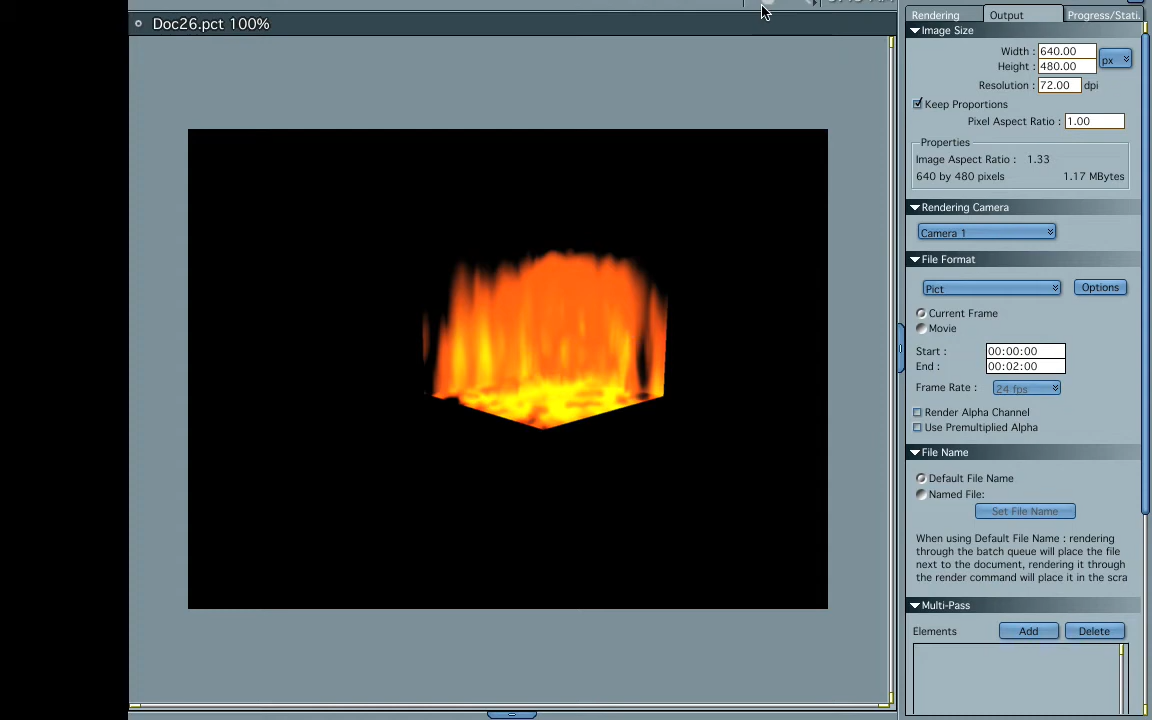 Doc26.pct 100%
Rendering
Output
Progress/Stati.
Image Size
Width : 640.00
px
Height : 480.00
Resolution : 72.00 dpi
Keep Proportions
Pixel Aspect Ratio : 1.00
Properties
Image Aspect Ratio : 1.33
640 by 480 pixels 1.17 MBytes
Rendering Camera
Camera 1
File Format
Pict
Options
Current Frame
Movie
Start : 00:00:00
End : 00:02:00
Frame Rate : 24 fps
Render Alpha Channel
Use Premultiplied Alpha
File Name
Default File Name
Named File:
Set File Name
When using Default File Name : rendering
through the batch queue will place the file
next to the document, rendering it through
the render command will place it in the scra
Multi-Pass
Elements Add Delete